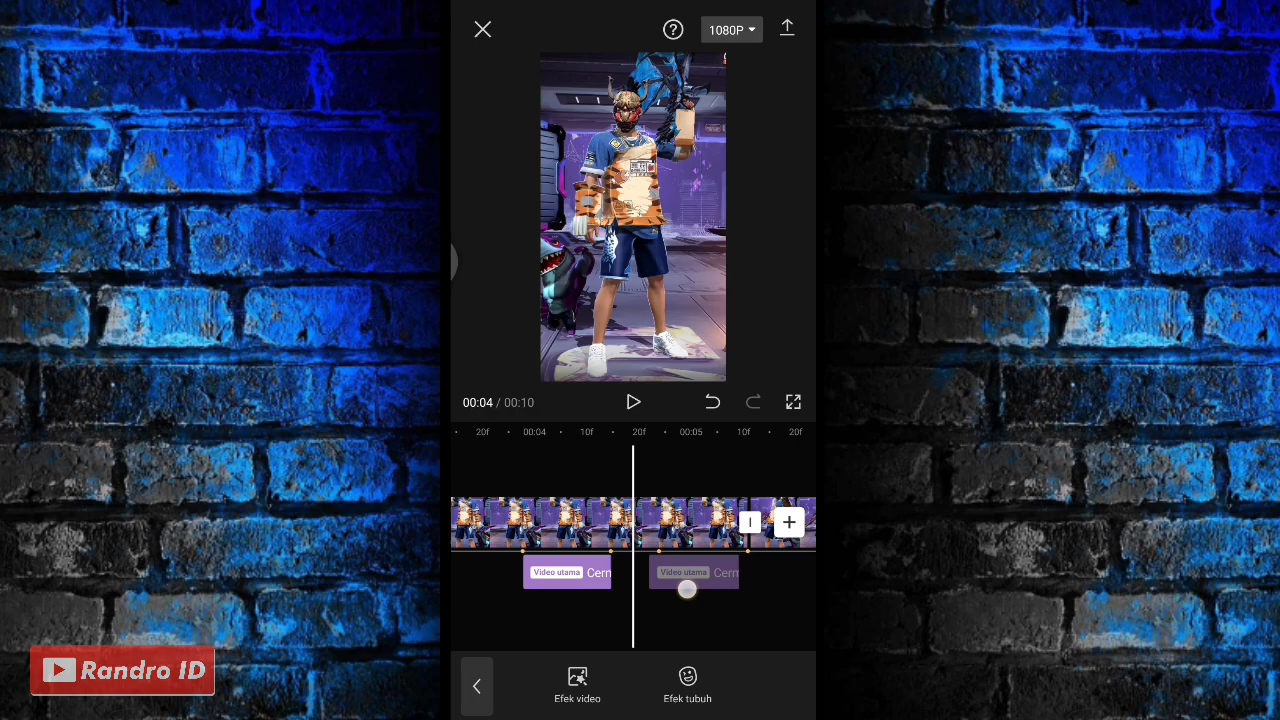 1080P
00:04 / 00:10
20f 00:04 10f 20f 00:05 10f 20f
Video utama Cern
Video utama Cern
Efek video
Efek tubuh
Randro ID